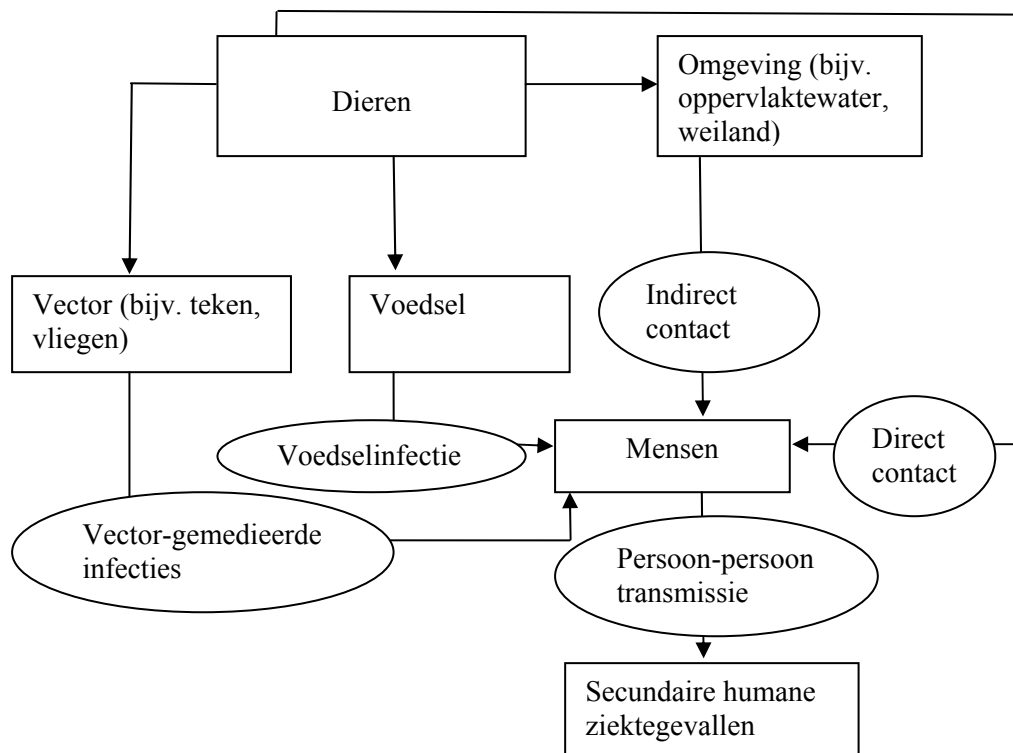 Dieren
Omgeving (bijv.
oppervlaktewater,
weiland)
Vector (bijv. teken,
vliegen)
Voedsel
Indirect
contact
Voedselinfectie
Mensen
Direct
contact
Vector-gemedieerde
infecties
Persoon-persoon
transmissie
Secundaire humane
ziektegevallen